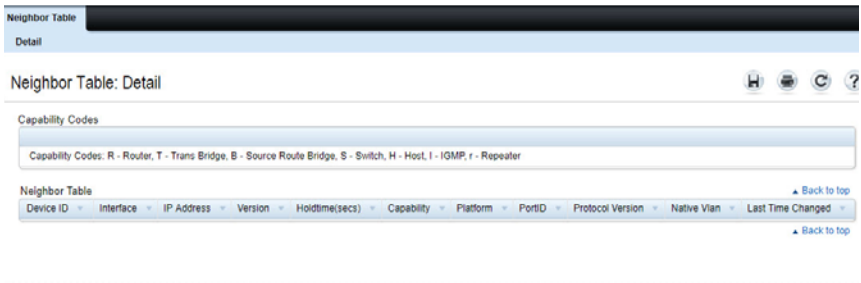 Neighbor Table
Detail
Neighbor Table: Detail
?
Capability Codes
Capability Codes: R - Router, T - Trans Bridge, B - Source Route Bridge, S - Switch, H - Host, I - IGMP, r - Repeater
Neighbor Table
Back to top
Device ID Interface IP Address Version Holdtime(secs) Capability Platform PortID Protocol Version Native Vlan Last Time Changed
Back to top